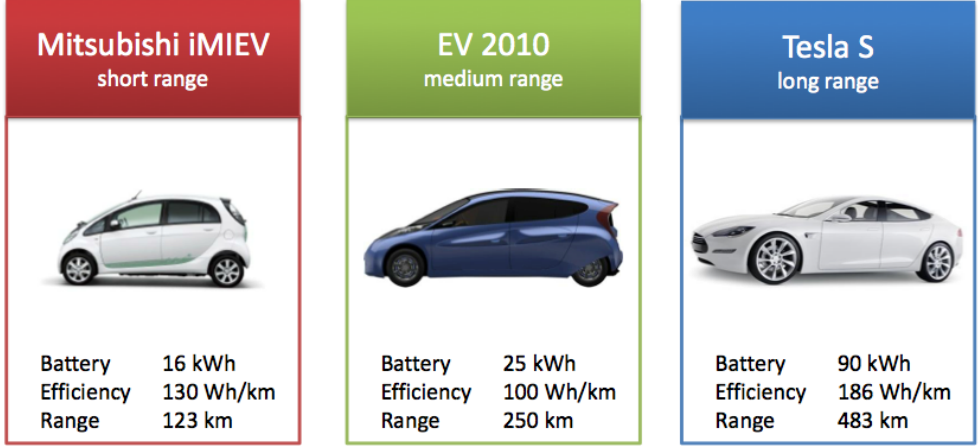 Mitsubishi iMIEV
short range
Battery 16 kWh
Efficiency 130 Wh/km
Range 123 km
EV 2010
medium range
Battery 25 kWh
Efficiency 100 Wh/km
Range 250 km
Tesla S
long range
Battery 90 kWh
Efficiency 186 Wh/km
Range 483 km